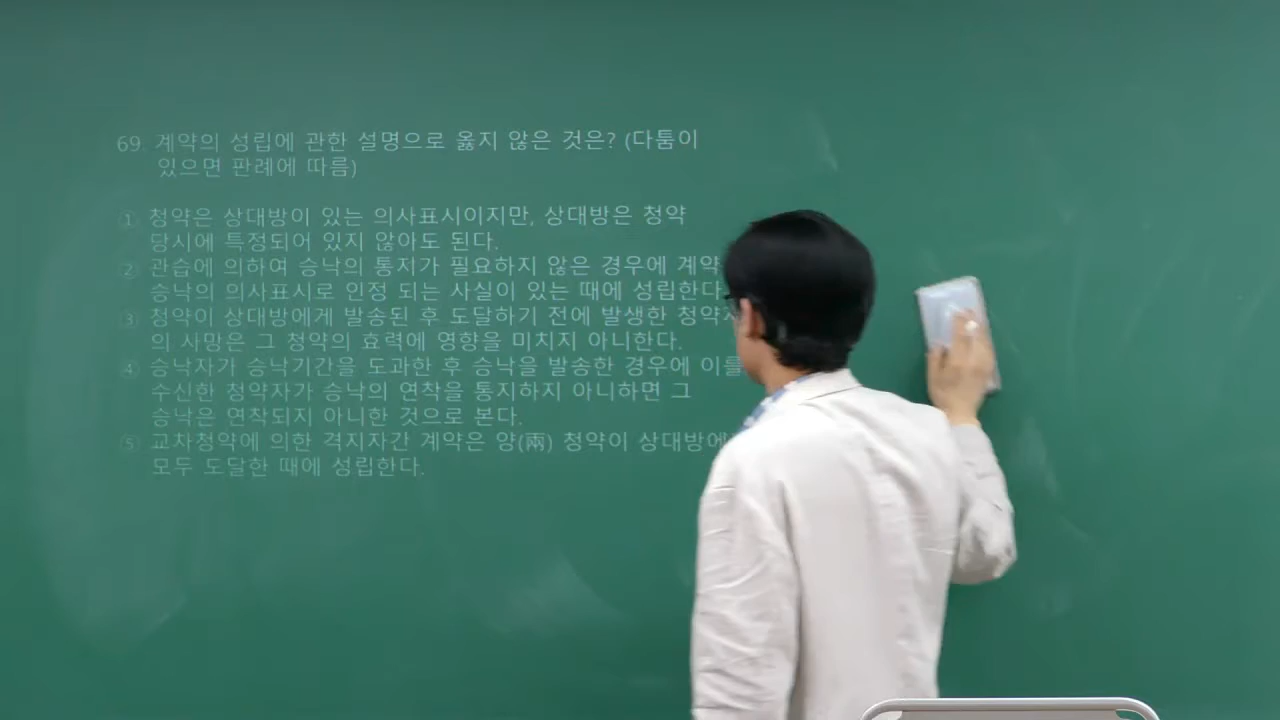 69. 계약의 성립에 관한 설명으로 옳지 않은 것은? (다툼이
있으면 판례에 따름)
① 청약은 상대방이 있는 의사표시이지만, 상대방은 청약
당시에 특정되어 있지 않아도 된다.
② 관습에 의하여 승낙의 통지가 필요하지 않은 경우에 계약
승낙의 의사표시로 인정 되는 사실이 있는 때에 성립한다.
③ 청약이 상대방에게 발송된 후 도달하기 전에 발생한
의 사망은 그 청약의 효력에 영향을 미치지 아니한다.
④ 승낙자가 승낙기간을 도과한 후 승낙을 발송한 경우에 이를
수신한 청약자가 승낙의 연착을 통지하지 아니하면 그
승낙은 연착되지 아니한 것으로 본다.
⑤ 교차청약에 의한 격지자간 계약은 양(兩) 청약이 상대방에
모두 도달한 때에 성립한다.